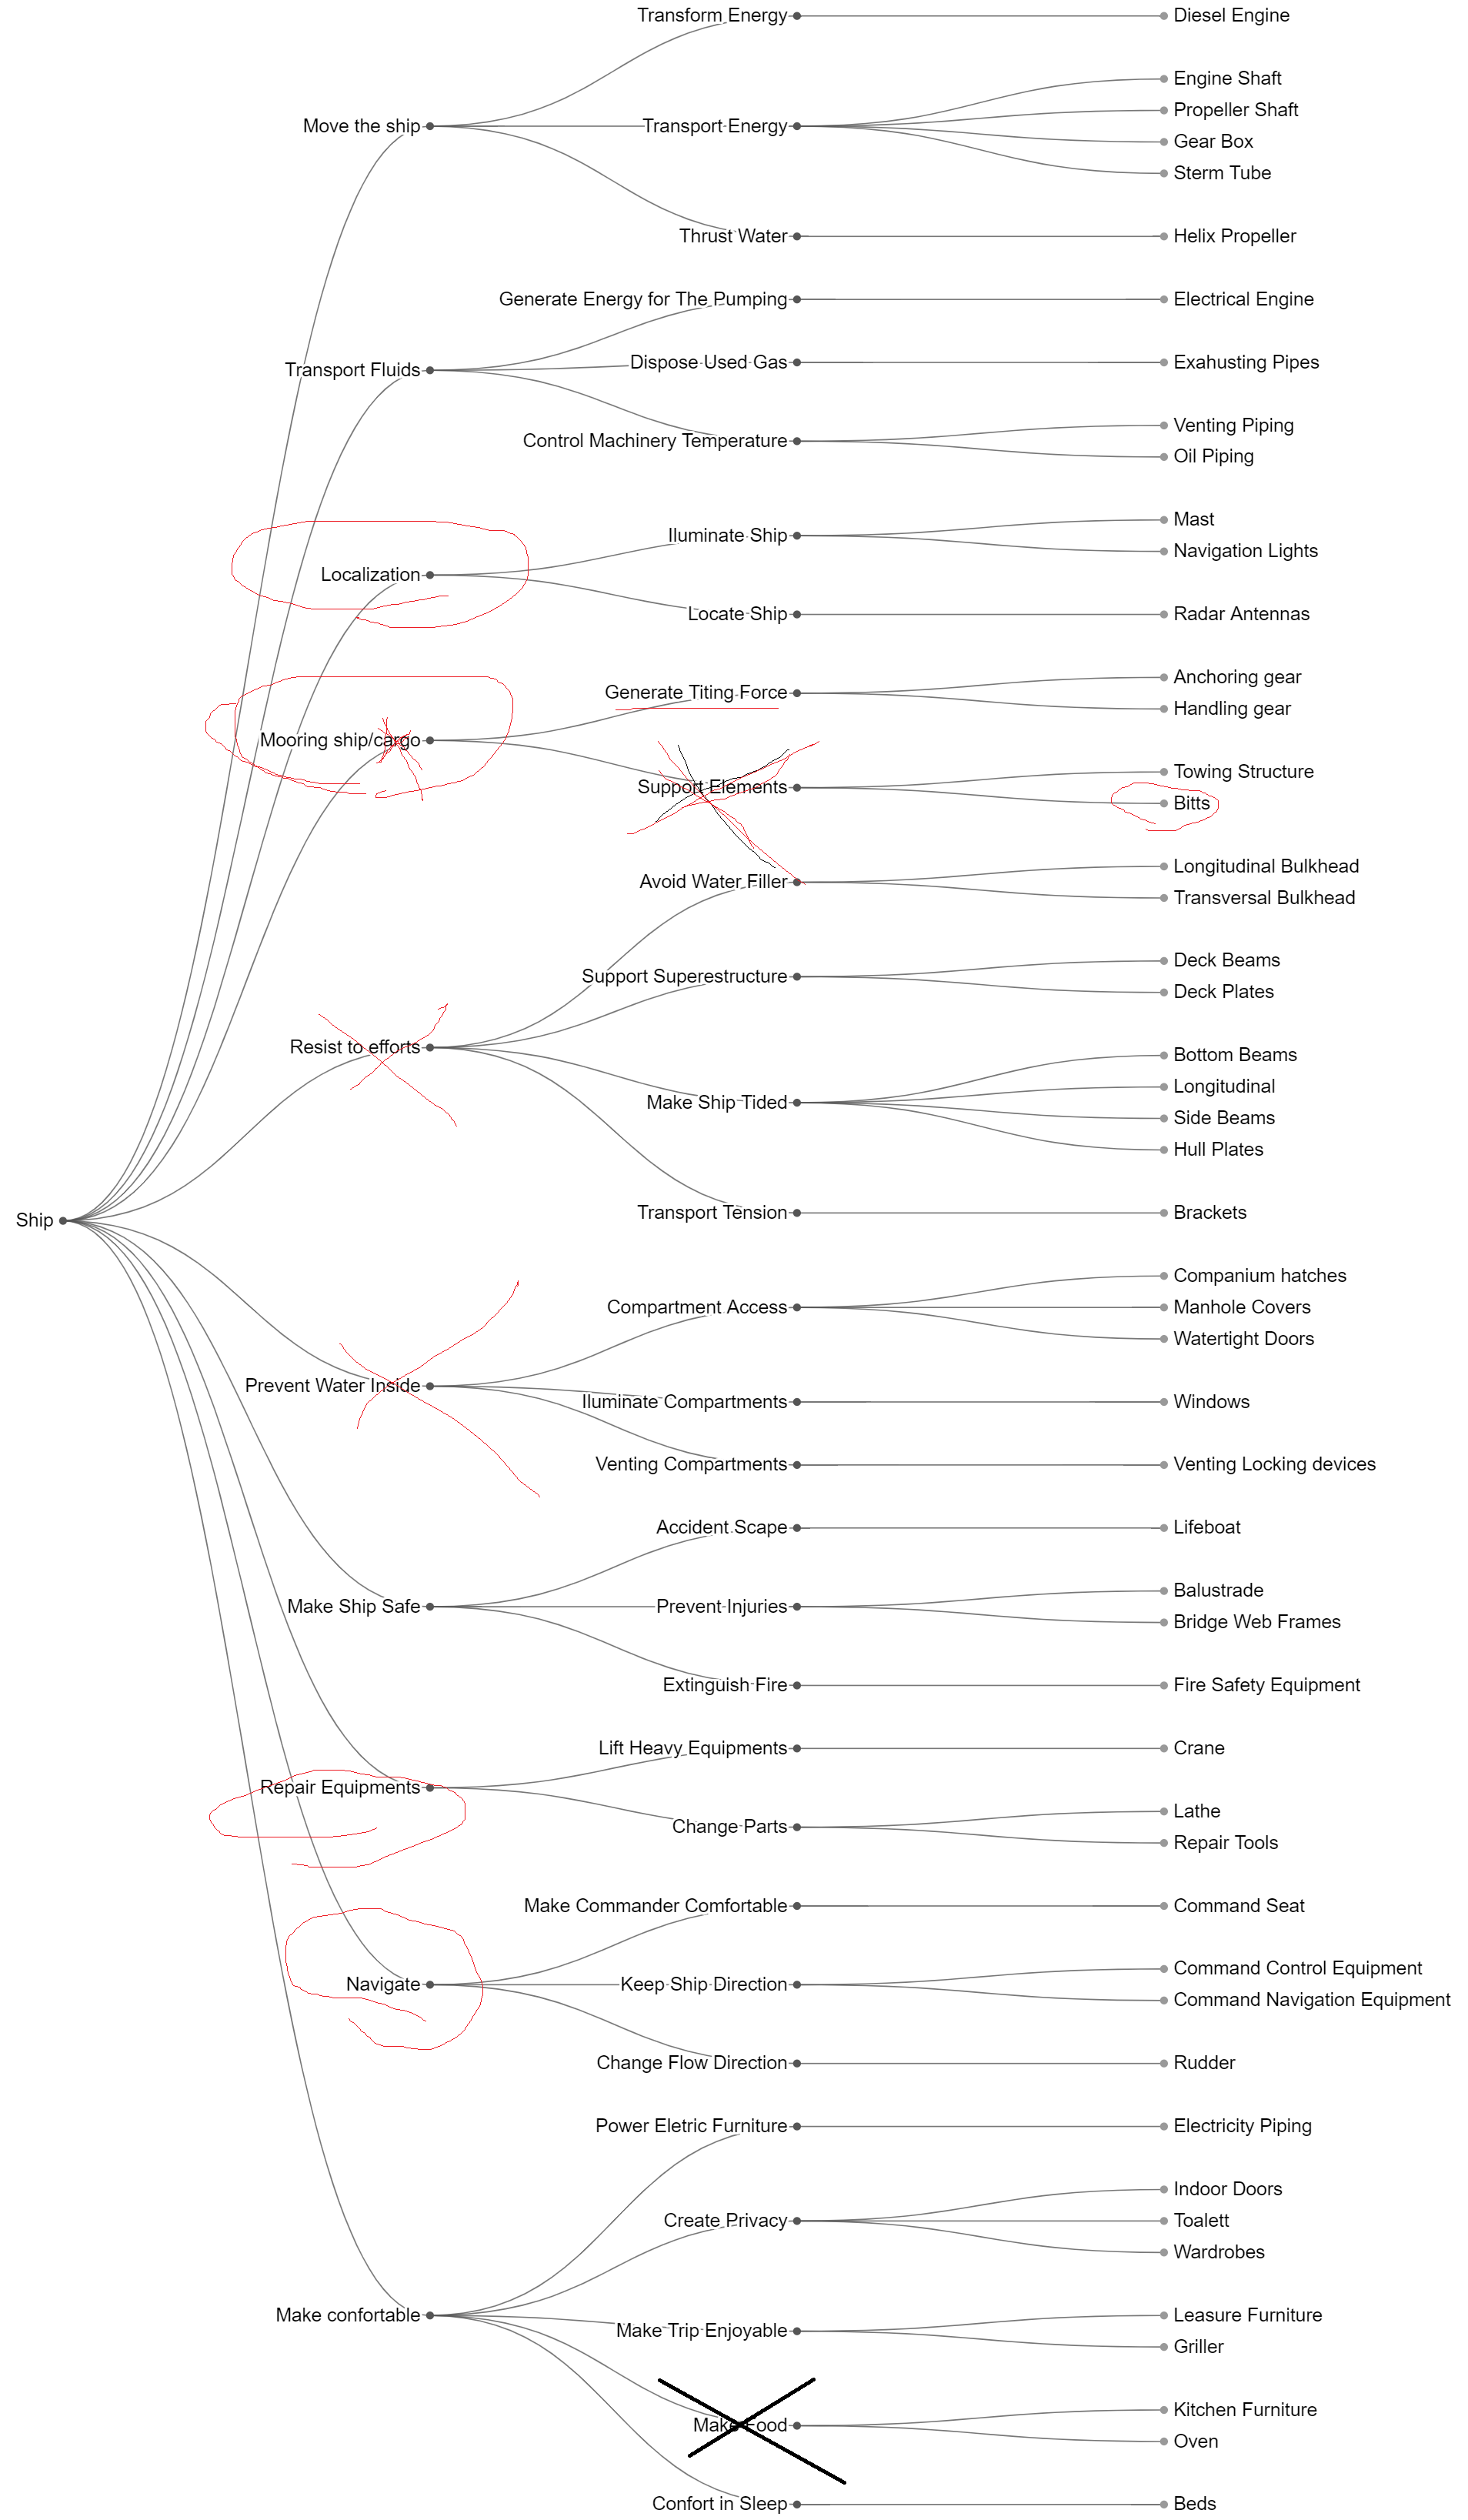 Ship
Move the ship
Transform Energy
Diesel Engine
Transport Energy
Engine Shaft
Propeller Shaft
Gear Box
Sterm Tube
Thrust Water
Helix Propeller
Transport Fluids
Generate Energy for The Pumping
Electrical Engine
Dispose Used Gas
Exahusting Pipes
Control Machinery Temperature
Venting Piping
Oil Piping
Localization
Iluminate Ship
Mast
Navigation Lights
Locate Ship
Radar Antennas
Mooring ship/cargo
Generate Titing Force
Anchoring gear
Handling gear
Support Elements
Towing Structure
Bitts
Resist to efforts
Avoid Water Filler
Longitudinal Bulkhead
Transversal Bulkhead
Support Superestructure
Deck Beams
Deck Plates
Make Ship Tided
Bottom Beams
Longitudinal
Side Beams
Hull Plates
Transport Tension
Brackets
Prevent Water Inside
Compartment Access
Companium hatches
Manhole Covers
Watertight Doors
Iluminate Compartments
Windows
Venting Compartments
Venting Locking devices
Make Ship Safe
Accident Scape
Lifeboat
Prevent Injuries
Balustrade
Bridge Web Frames
Extinguish Fire
Fire Safety Equipment
Repair Equipments
Lift Heavy Equipments
Crane
Change Parts
Lathe
Repair Tools
Navigate
Make Commander Comfortable
Command Seat
Keep Ship Direction
Command Control Equipment
Command Navigation Equipment
Change Flow Direction
Rudder
Make confortable
Power Eletric Furniture
Electricity Piping
Create Privacy
Indoor Doors
Toalett
Wardrobes
Make Trip Enjoyable
Leasure Furniture
Griller
Make Food
Kitchen Furniture
Oven
Confort in Sleep
Beds